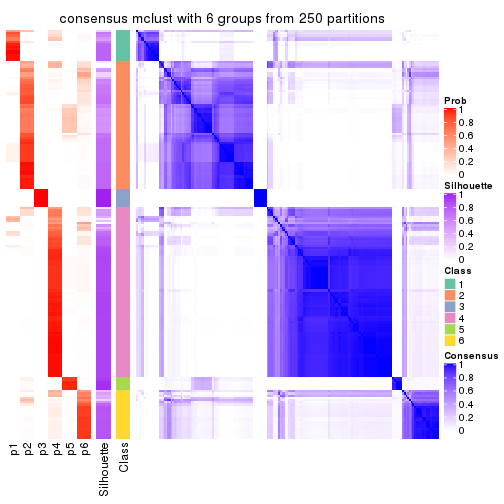 consensus mclust with 6 groups from 250 partitions
Prob
1
0.8
0.6
0.4
0.2
0
Silhouette
1
0.8
0.6
0.4
0.2
0
Class
1
2
3
4
5
6
Consensus
1
0.8
0.6
0.4
0.2
0
p1
p2
p3
p4
p5
p6
Silhouette
Class